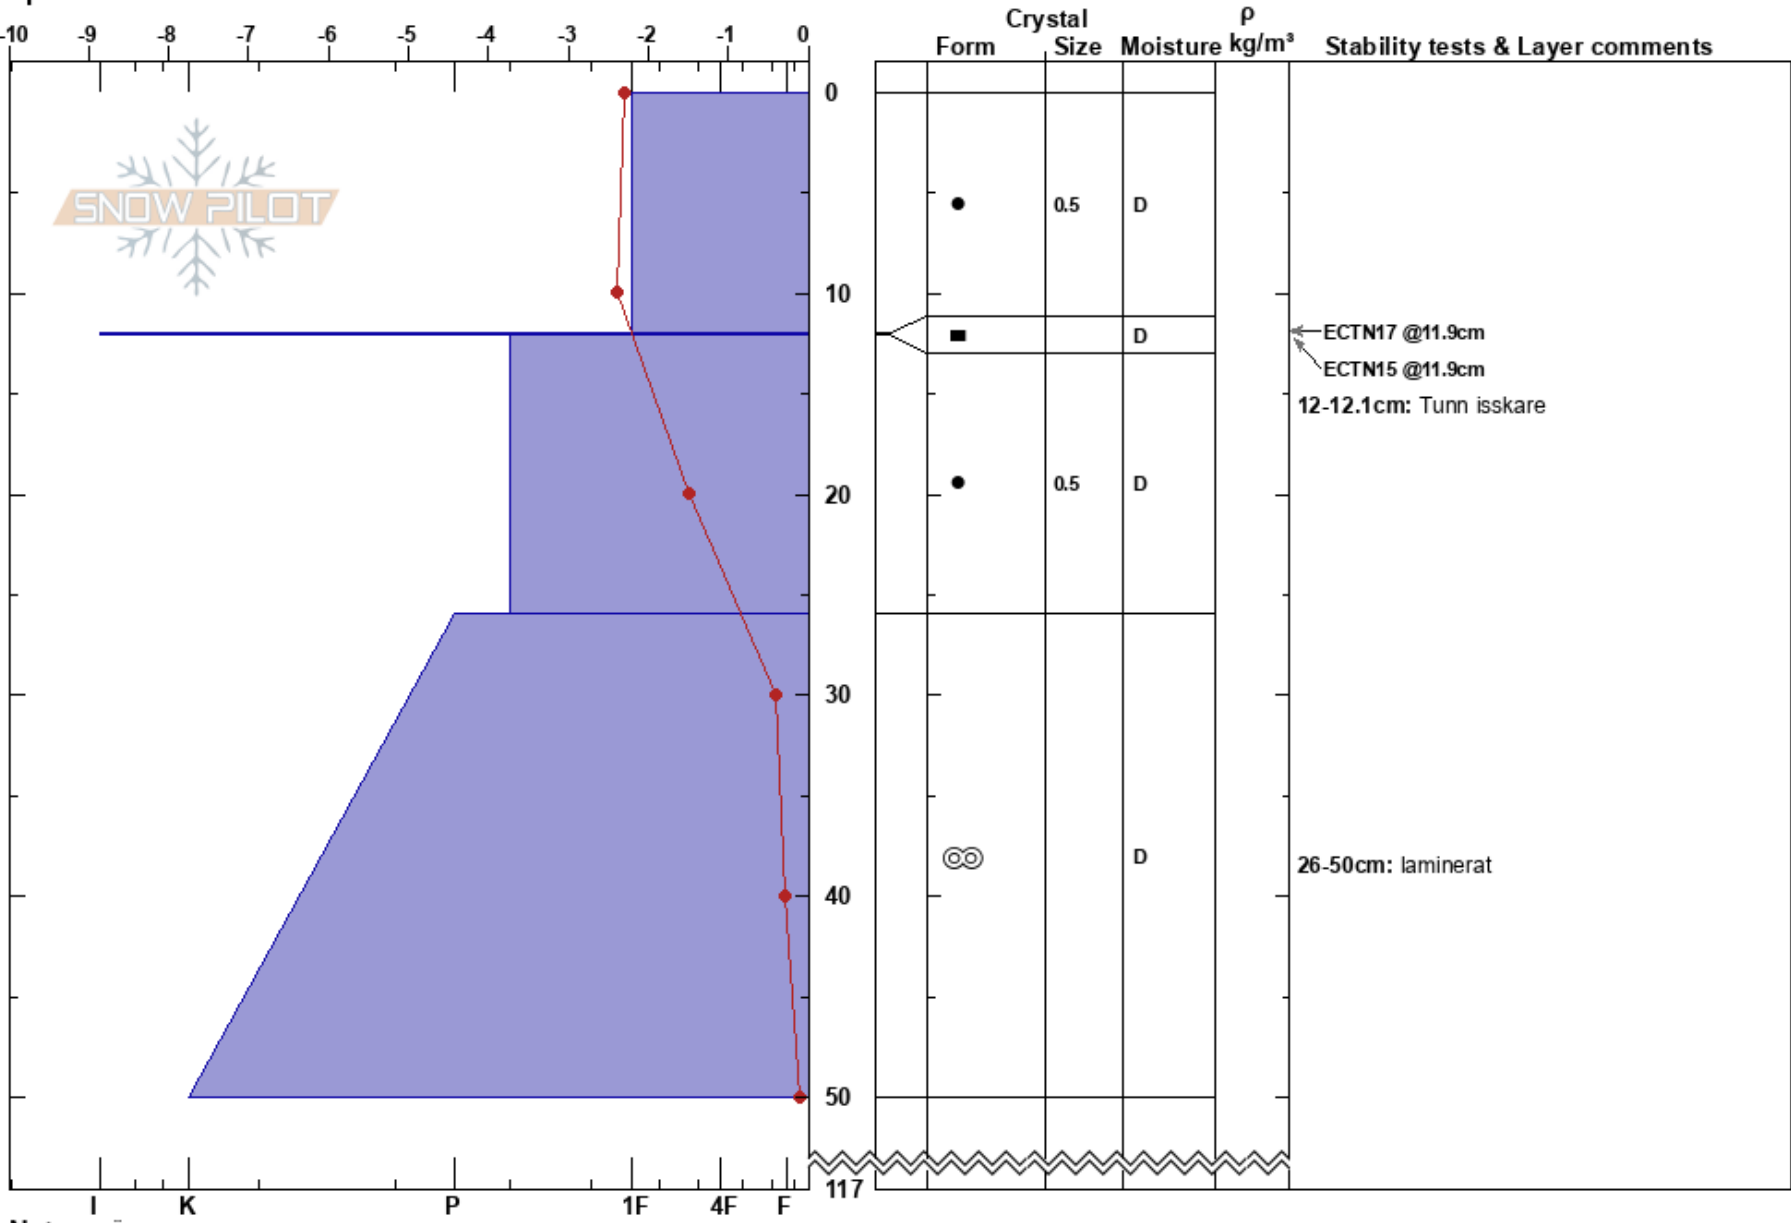 Crystal ρ
-10 -9 -8 -7 -6 -5 -4 -3 -2 -1 0 Form Size Moisture kg/m³ Stability tests & Layer comments
0
SNOW PILOT
0.5 D
10
D ECTN17 @11.9cm
ECTN15 @11.9cm
12-12.1cm: Tunn isskare
20 0.5 D
30
D 26-50cm: laminerat
40
50
117
I K P 1F 4F F